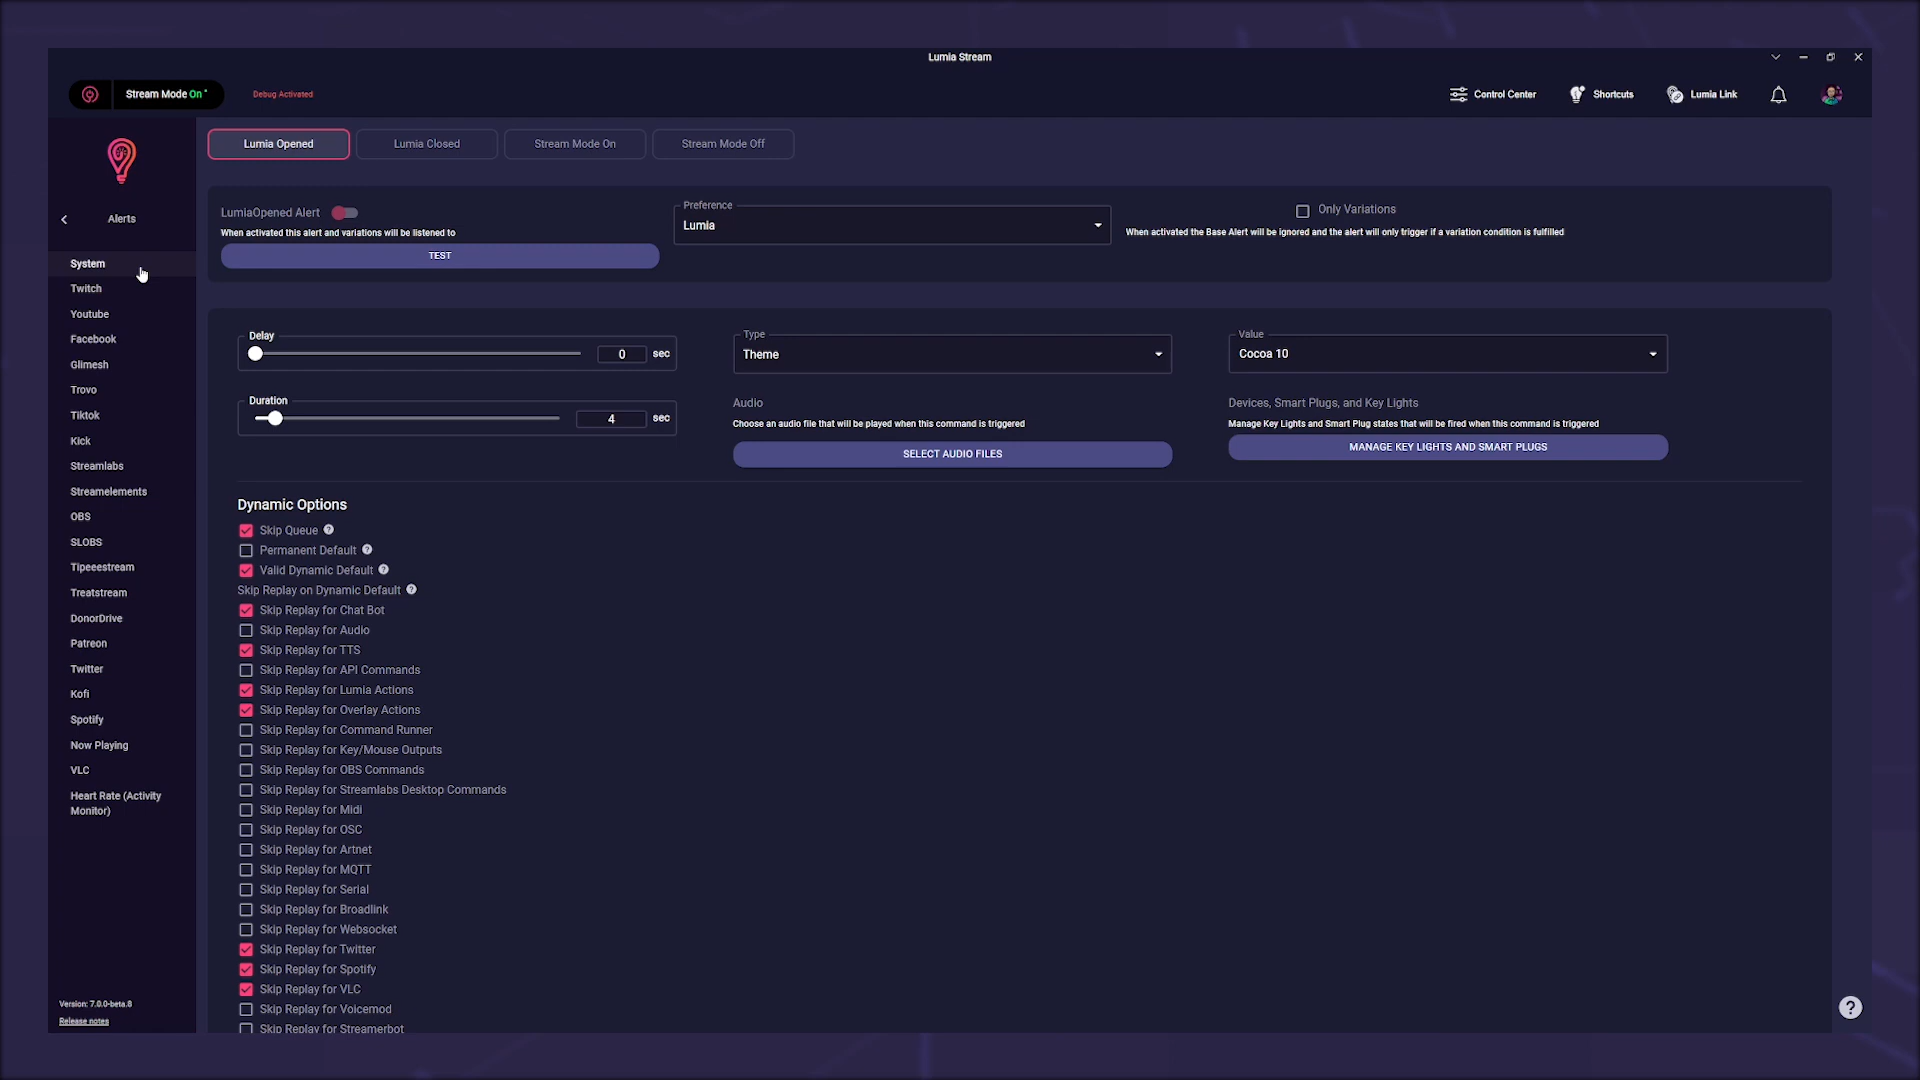 Lumia Stream
Stream Mode On
Debug Activated
Control Center
Shortcuts
Lumia Link
Alerts
System
Twitch
Youtube
Facebook
Glimesh
Trovo
Tiktok
Kick
Streamlabs
Streamelements
OBS
SLOBS
Tipeeestream
Treatstream
DonorDrive
Patreon
Twitter
Kofi
Spotify
Now Playing
VLC
Heart Rate (Activity
Monitor)
Version: 7.0.0-beta.8
Release notes
Lumia Opened
Lumia Closed
Stream Mode On
Stream Mode Off
LumiaOpened Alert
When activated this alert and variations will be listened to
TEST
Preference
Lumia
Only Variations
When activated the Base Alert will be ignored and the alert will only trigger if a variation condition is fulfilled
Delay
0 sec
Duration
4 sec
Type
Theme
Value
Cocoa 10
Audio
Choose an audio file that will be played when this command is triggered
SELECT AUDIO FILES
Devices, Smart Plugs, and Key Lights
Manage Key Lights and Smart Plug states that will be fired when this command is triggered
MANAGE KEY LIGHTS AND SMART PLUGS
Dynamic Options
Skip Queue ?
Permanent Default ?
Valid Dynamic Default ?
Skip Replay on Dynamic Default ?
Skip Replay for Chat Bot
Skip Replay for Audio
Skip Replay for TTS
Skip Replay for API Commands
Skip Replay for Lumia Actions
Skip Replay for Overlay Actions
Skip Replay for Command Runner
Skip Replay for Key/Mouse Outputs
Skip Replay for OBS Commands
Skip Replay for Streamlabs Desktop Commands
Skip Replay for Midi
Skip Replay for OSC
Skip Replay for Artnet
Skip Replay for MQTT
Skip Replay for Serial
Skip Replay for Broadlink
Skip Replay for Websocket
Skip Replay for Twitter
Skip Replay for Spotify
Skip Replay for VLC
Skip Replay for Voicemod
Skip Replay for Streamerbot
?